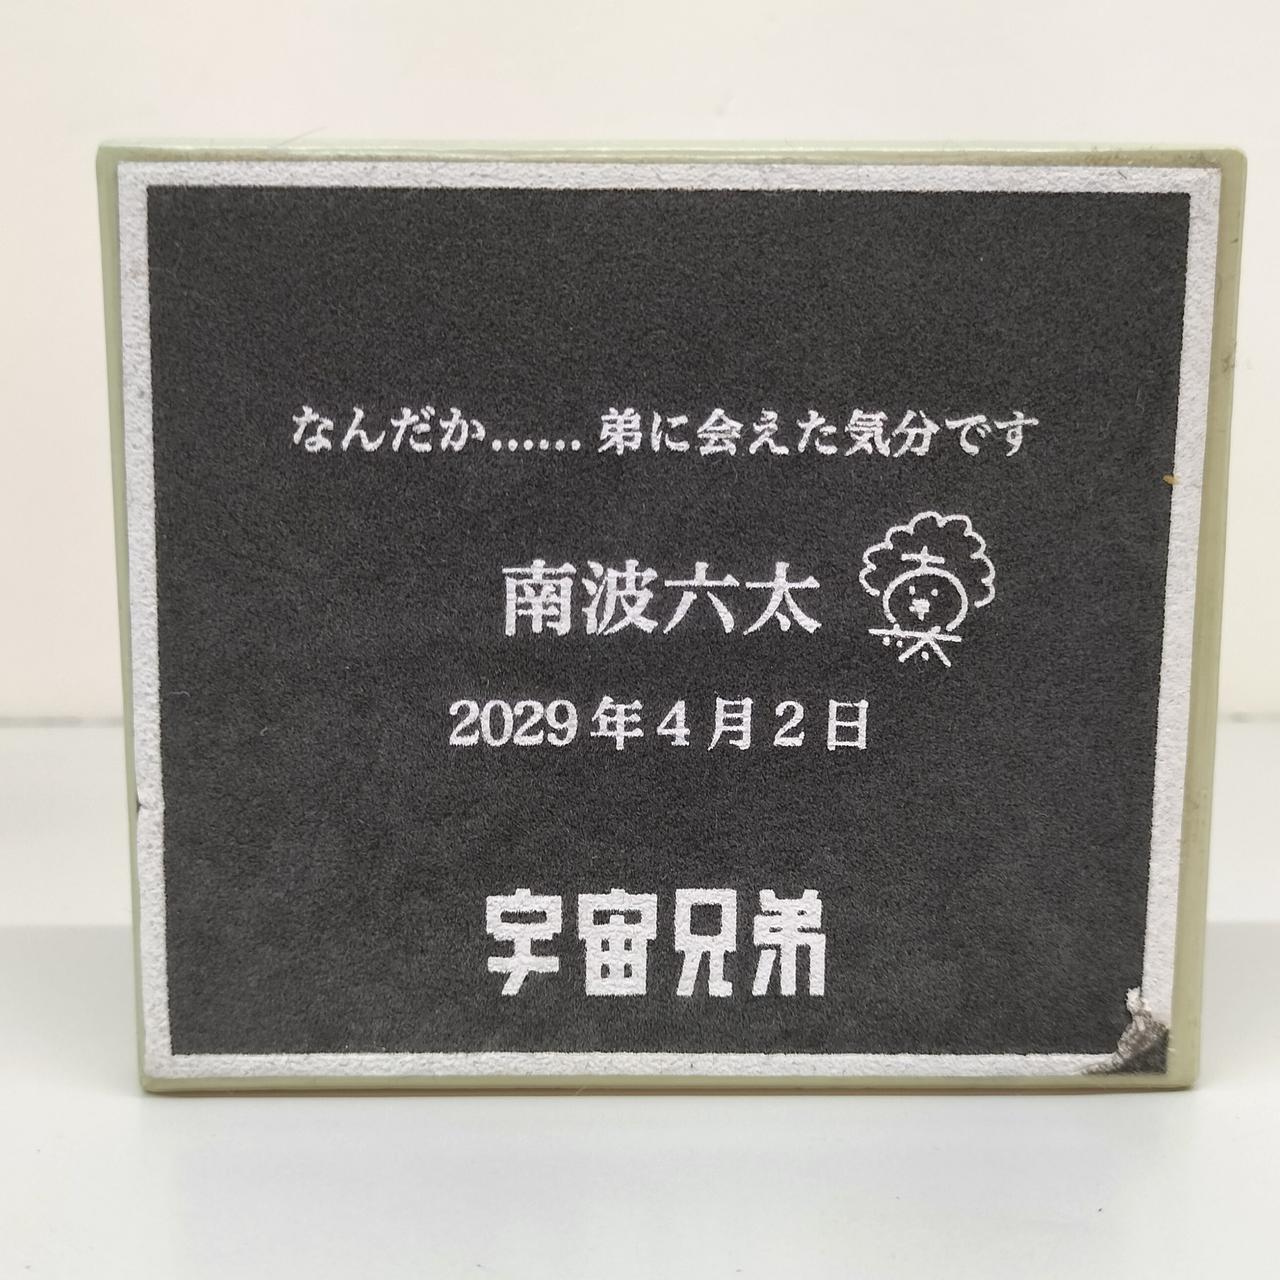 なんだか……弟に会えた気分です
南波六太
2029年4月2日
宇宙兄弟